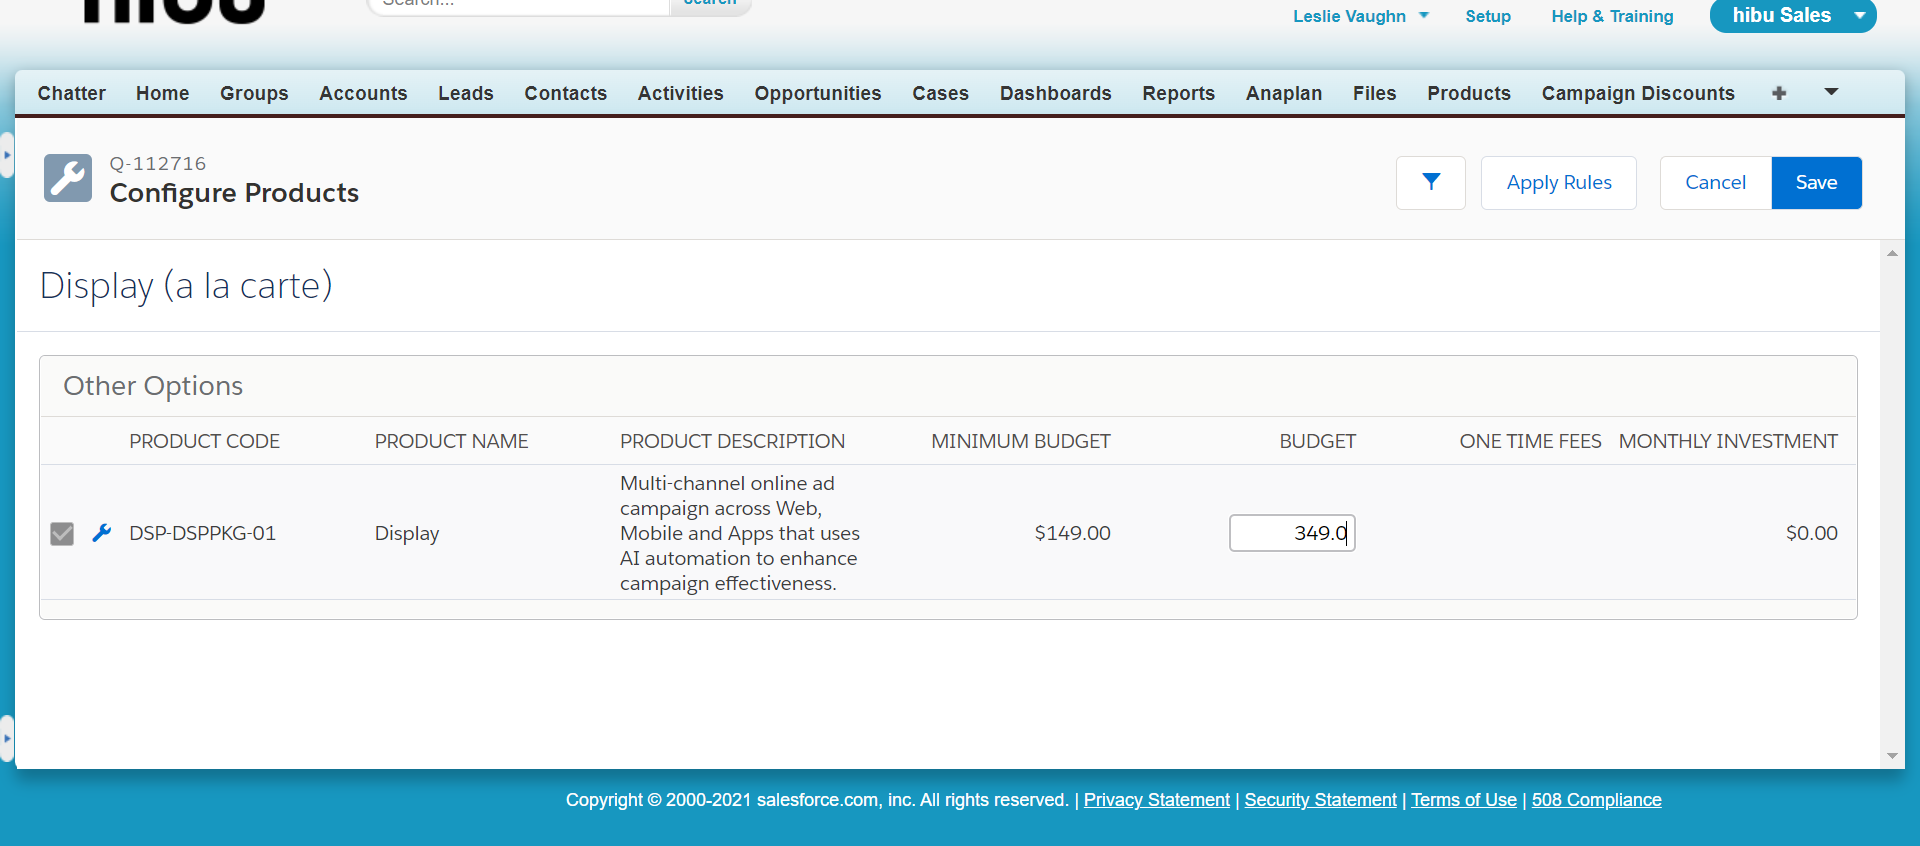 hibu
Search... Search
Leslie Vaughn Setup Help & Training hibu Sales
Chatter Home Groups Accounts Leads Contacts Activities Opportunities Cases Dashboards Reports Anaplan Files Products Campaign Discounts
Q-112716
Configure Products
Apply Rules Cancel Save
Display (a la carte)
Other Options
PRODUCT CODE PRODUCT NAME PRODUCT DESCRIPTION MINIMUM BUDGET BUDGET ONE TIME FEES MONTHLY INVESTMENT
Multi-channel online ad
campaign across Web,
DSP-DSPPKG-01 Display Mobile and Apps that uses $149.00 349.0 $0.00
AI automation to enhance
campaign effectiveness.
Copyright © 2000-2021 salesforce.com, inc. All rights reserved. | Privacy Statement | Security Statement | Terms of Use | 508 Compliance